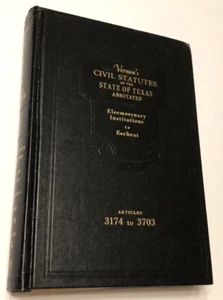 Vernon's
CIVIL STATUTES
OF THE
STATE OF TEXAS
ANNOTATED
Eleemosynary
Institutions
to
Escheat
ARTICLES
3174 to 3703